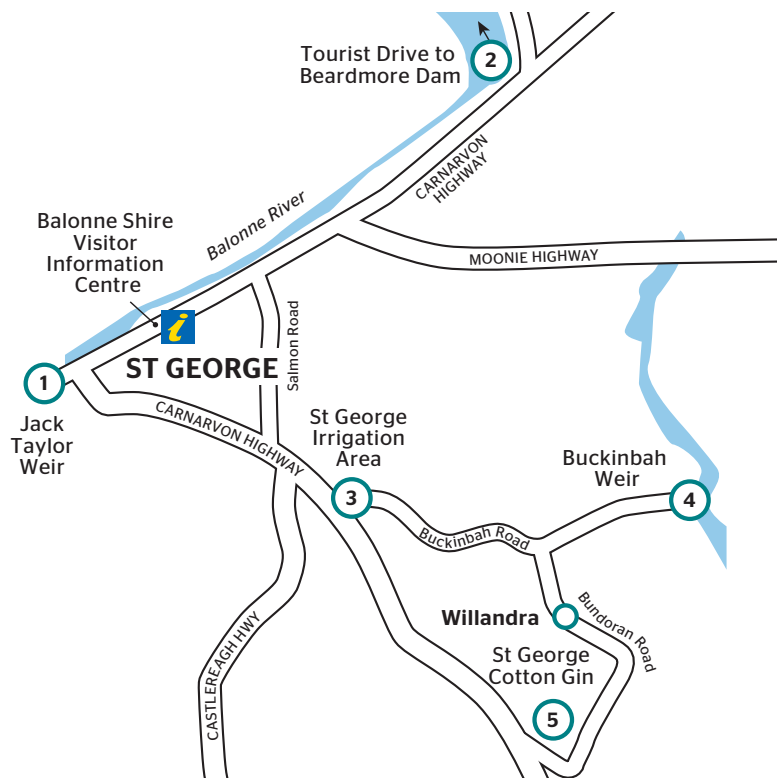 2
Tourist Drive to
Beardmore Dam
CARNARVON
HIGHWAY
Balonne River
Balonne Shire
Visitor
Information
Centre
MOONIE HIGHWAY
i
ST GEORGE
Salmon Road
1
Jack
Taylor
Weir
CARNARVON HIGHWAY
St George
Irrigation
Area
3
Buckinbah
Weir
4
Buckinbah Road
Willandra
Bundoran Road
CASTLEREAGH HWY
St George
Cotton Gin
5